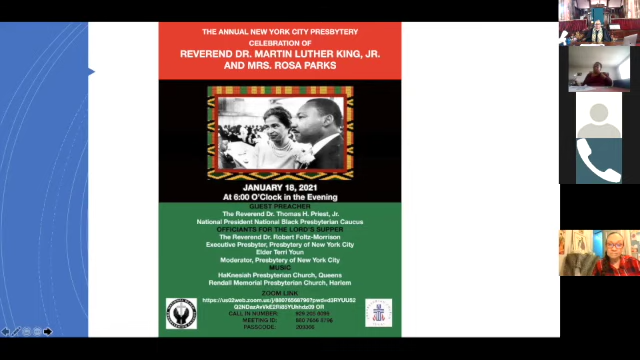 THE ANNUAL NEW YORK CITY PRESBYTERY
CELEBRATION OF
REVEREND DR. MARTIN LUTHER KING, JR.
AND MRS. ROSA PARKS
JANUARY 18, 2021
At 6:00 O'Clock in the Evening
GUEST PREACHER
The Reverend Dr. Thomas H. Priest, Jr.
National President National Black Presbyterian Caucus
OFFICIANTS FOR THE LORD'S SUPPER
The Reverend Dr. Robert Foltz-Morrison
Executive Presbyter, Presbytery of New York City
Elder Terri Youn
Moderator, Presbytery of New York City
MUSIC
HaKnesiah Presbyterian Church, Queens
Rendall Memorial Presbyterian Church, Harlem
ZOOM LINK
OR
CALL IN NUMBER:
MEETING ID:
PASSCODE: